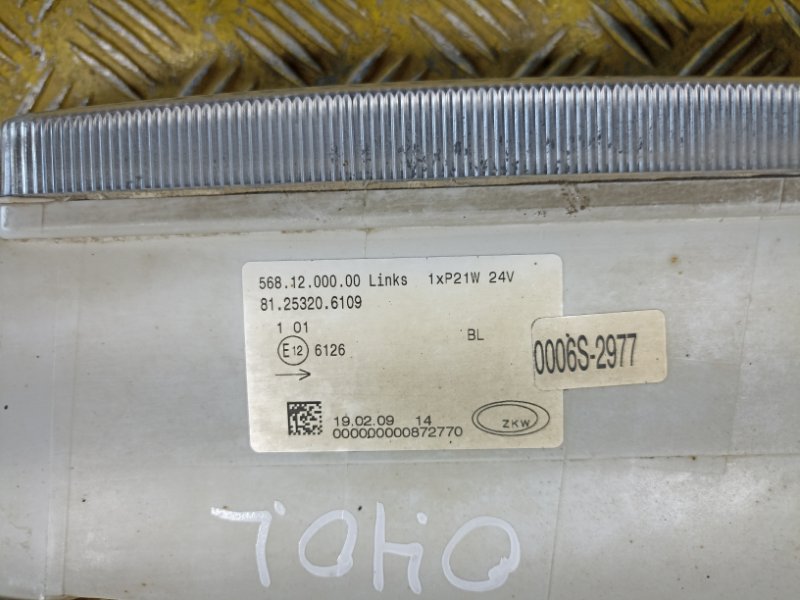 568.12.000.00 Links 1xP21W 24V
81.25320.6109
1 01
E12 6126
BL
0006S-2977
19.02.09 14
000000000872770
ZKW